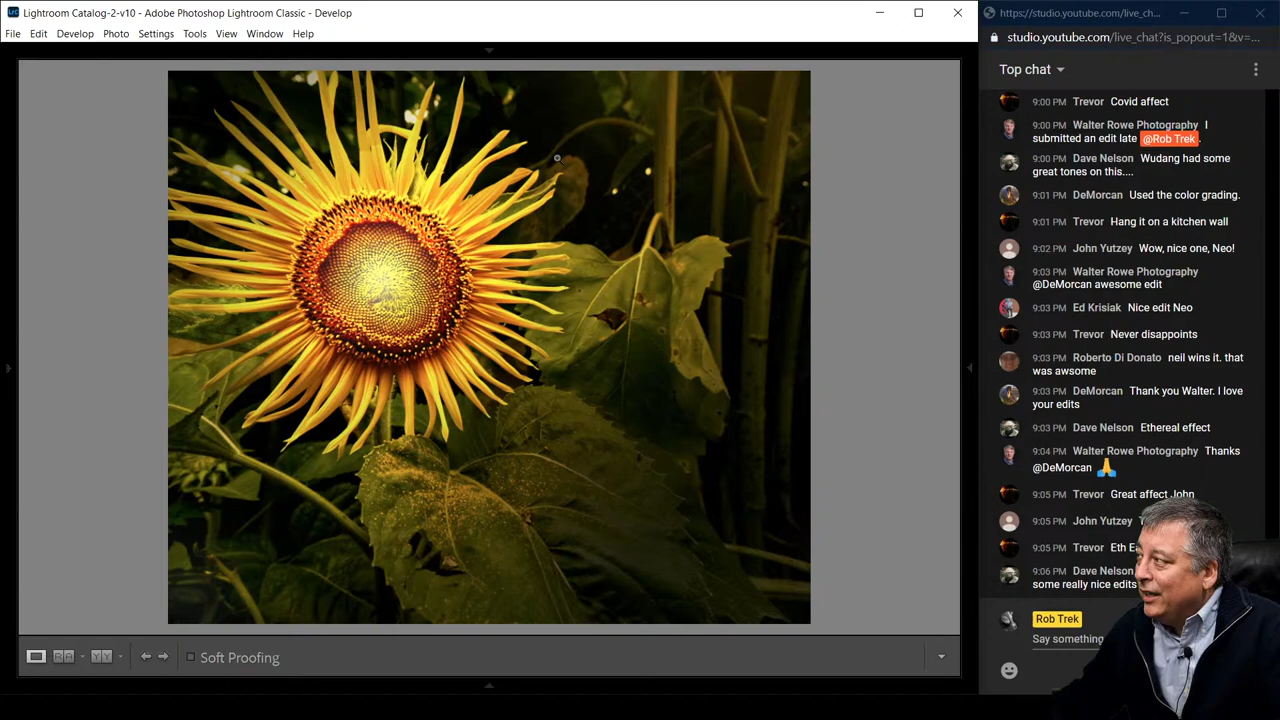 Lightroom Catalog-2-v10 - Adobe Photoshop Lightroom Classic - Develop
File Edit Develop Photo Settings Tools View Window Help
Soft Proofing
https://studio.youtube.com/live_ch...
studio.youtube.com/live_chat?is_popout=1&v=...
Top chat
9:00 PM Trevor Covid affect
9:00 PM Walter Rowe Photography I
submitted an edit late @Rob Trek .
9:00 PM Dave Nelson Wudang had some
great tones on this....
9:01 PM DeMorcan Used the color grading.
9:01 PM Trevor Hang it on a kitchen wall
9:02 PM John Yutzey Wow, nice one, Neo!
9:03 PM Walter Rowe Photography
@DeMorcan awesome edit
9:03 PM Ed Krisiak Nice edit Neo
9:03 PM Trevor Never disappoints
9:03 PM Roberto Di Donato neil wins it. that
was awsome
9:03 PM DeMorcan Thank you Walter. I love
your edits
9:03 PM Dave Nelson Ethereal effect
9:04 PM Walter Rowe Photography Thanks
@DeMorcan
9:05 PM Trevor Great affect John
9:05 PM John Yutzey
9:05 PM Trevor Eth
9:06 PM Dave Nelson
some really nice edits
Rob Trek
Say something